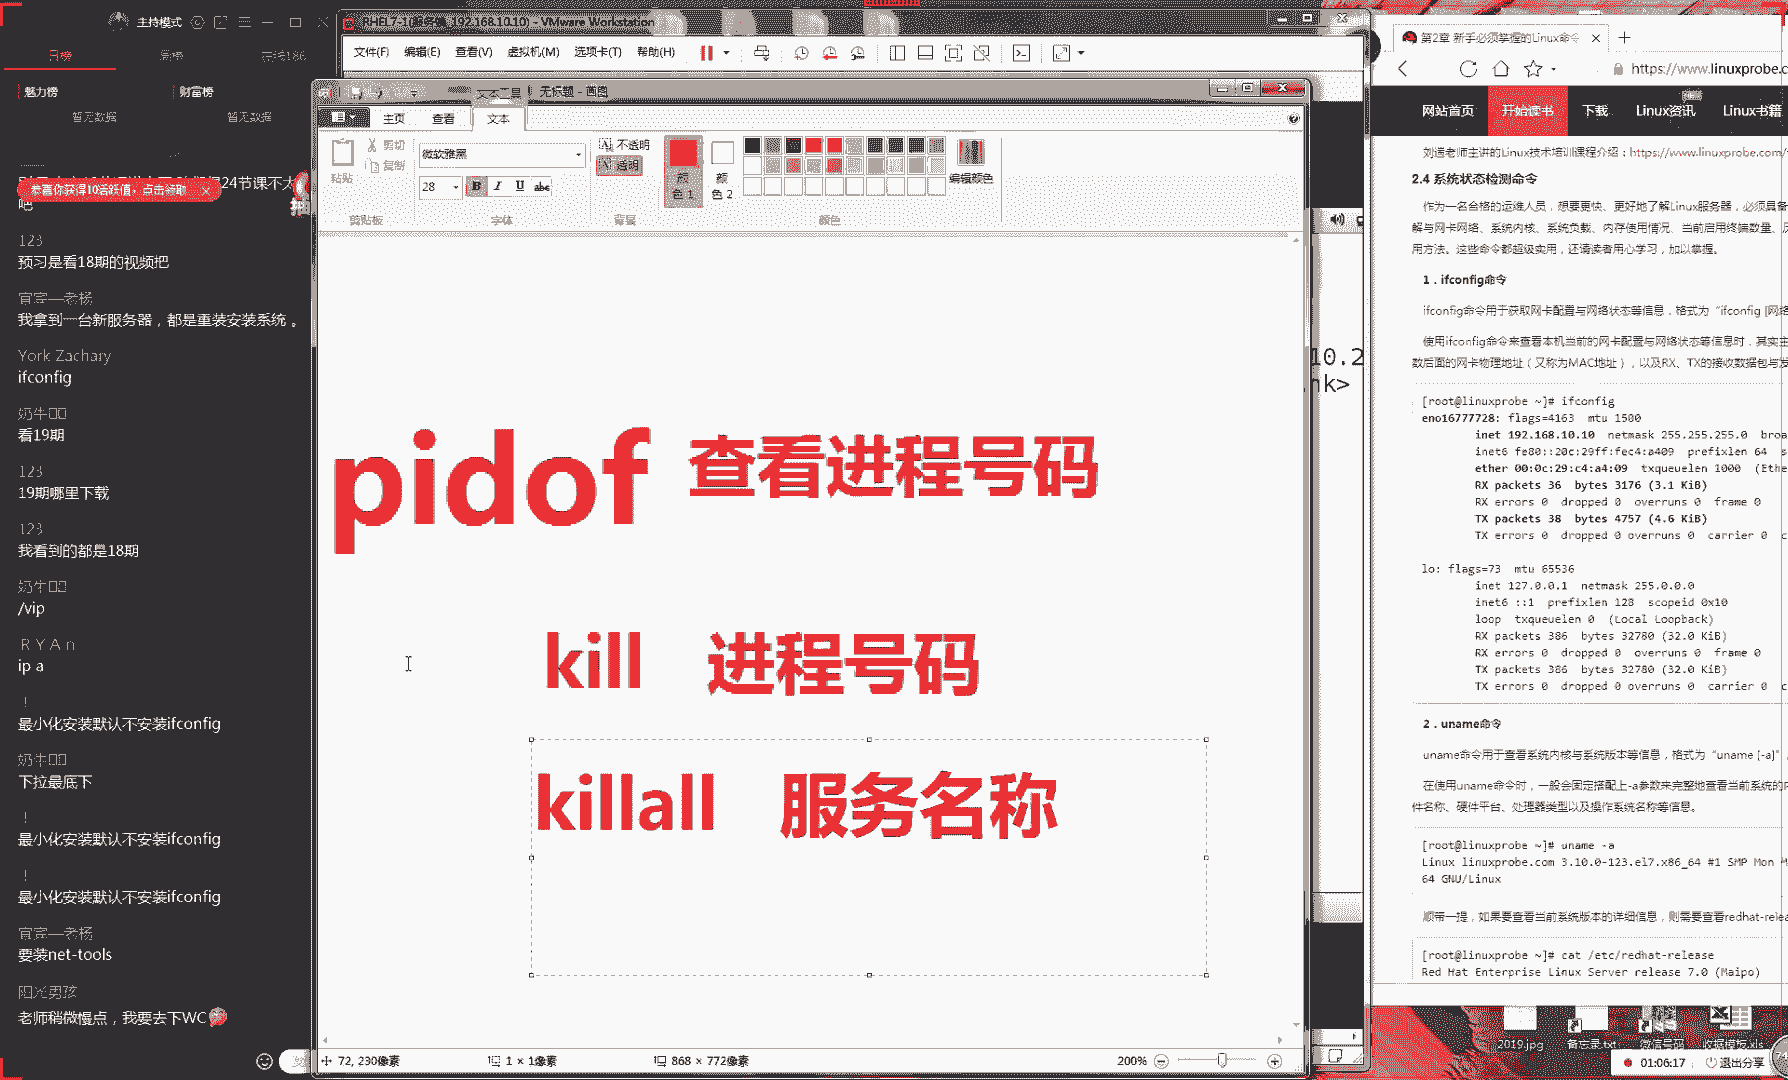 主持模式
日榜
在线186
魅力榜
财富榜
暂无数据
暂无数据
恭喜你获得10活跃值，点击领取
24节课不太
吧
123
预习是看18期的视频把
宜宾—老杨
我拿到一台新服务器，都是重装安装系统 。
York Zachary
ifconfig
奶牛
看19期
123
19期哪里下载
123
我看到的都是18期
奶牛
/vip
R Y A n
ip a
！
最小化安装默认不安装ifconfig
奶牛
下拉最底下
！
最小化安装默认不安装ifconfig
！
最小化安装默认不安装ifconfig
宜宾—老杨
要装net-tools
阳光男孩
老师稍微慢点，我要去下WC
RHEL7-1(服务端 192.168.10.10) - VMware Workstation
文件(F) 编辑(E) 查看(V) 虚拟机(M) 选项卡(T) 帮助(H)
文本工具 无标题 - 画图
主页 查看 文本
粘贴
剪切
复制
剪贴板
微软雅黑
28
B I U abc
字体
不透明
透明
背景
颜色 1
颜色 2
编辑颜色
颜色
pidof 查看进程号码
kill 进程号码
killall 服务名称
72, 230像素
1 × 1像素
868 × 772像素
200%
10.2
nk>
第2章 新手必须掌握的Linux命令
https://www.linuxprobe.c
网站首页 开始读书 下载 Linux资讯 Linux书籍
刘遄老师主讲的Linux技术培训课程介绍：https://www.linuxprobe.com/
2.4 系统状态检测命令
作为一名合格的运维人员，想要更快、更好地了解Linux服务器，必须具备
解与网卡网络、系统内核、系统负载、内存使用情况、当前启用终端数量、历
用方法。这些命令都超级实用，还请读者用心学习，加以掌握。
1．ifconfig命令
ifconfig命令用于获取网卡配置与网络状态等信息，格式为“ifconfig [网络
使用ifconfig命令来查看本机当前的网卡配置与网络状态等信息时，其实主
数后面的网卡物理地址（又称为MAC地址），以及RX、TX的接收数据包与发
[root@linuxprobe ~]# ifconfig
eno16777728: flags=4163 mtu 1500
inet 192.168.10.10 netmask 255.255.255.0 broa
inet6 fe80::20c:29ff:fec4:a409 prefixlen 64 s
ether 00:0c:29:c4:a4:09 txqueuelen 1000 (Ethe
RX packets 36 bytes 3176 (3.1 KiB)
RX errors 0 dropped 0 overruns 0 frame 0
TX packets 38 bytes 4757 (4.6 KiB)
TX errors 0 dropped 0 overruns 0 carrier 0 c
lo: flags=73 mtu 65536
inet 127.0.0.1 netmask 255.0.0.0
inet6 ::1 prefixlen 128 scopeid 0x10
loop txqueuelen 0 (Local Loopback)
RX packets 386 bytes 32780 (32.0 KiB)
RX errors 0 dropped 0 overruns 0 frame 0
TX packets 386 bytes 32780 (32.0 KiB)
TX errors 0 dropped 0 overruns 0 carrier 0 c
2．uname命令
uname命令用于查看系统内核与系统版本等信息，格式为“uname [-a]”
在使用uname命令时，一般会固定搭配上-a参数来完整地查看当前系统的内
件名称、硬件平台、处理器类型以及操作系统名称等信息。
[root@linuxprobe ~]# uname -a
Linux linuxprobe.com 3.10.0-123.el7.x86_64 #1 SMP Mon M
64 GNU/Linux
顺带一提，如果要查看当前系统版本的详细信息，则需要查看redhat-relea
[root@linuxprobe ~]# cat /etc/redhat-release
Red Hat Enterprise Linux Server release 7.0 (Maipo)
2019.jpg
备忘录.txt
微信号码
收据模板.xls
01:06:17
退出分享